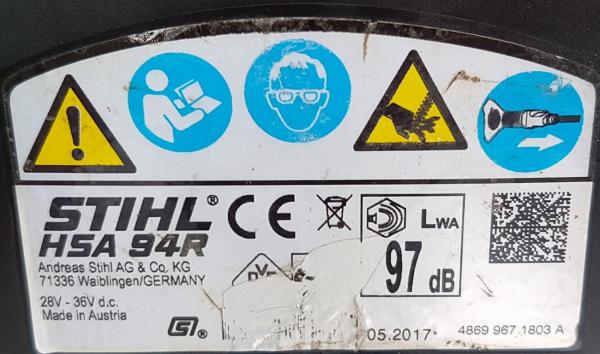 STIHL®
HSA 94R
Andreas Stihl AG & Co. KG
71336 Waiblingen/GERMANY
28V - 36V d.c.
Made in Austria
CE
LWA
97 dB
05.2017
4869 967 1803 A